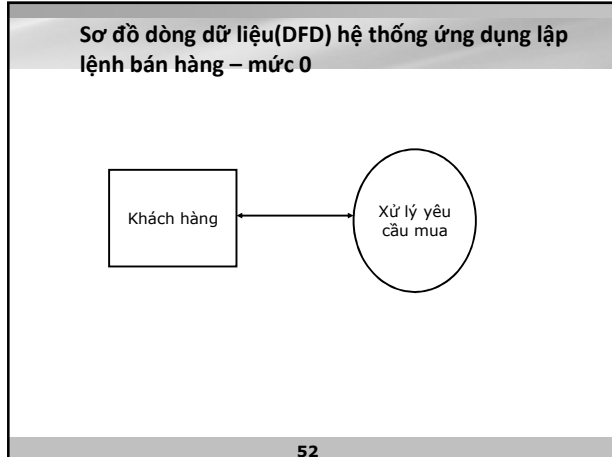 Sơ đồ dòng dữ liệu(DFD) hệ thống ứng dụng lập
lệnh bán hàng – mức 0
Khách hàng
Xử lý yêu
cầu mua
52